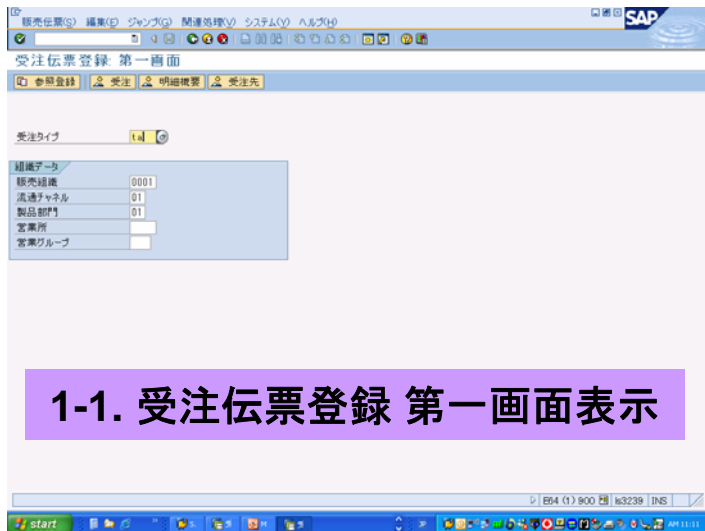 販売伝票(S) 編集(E) ジャンプ(G) 関連処理(V) システム(Y) ヘルプ(H)
SAP
受注伝票登録: 第一画面
参照登録 受注 明細概要 受注先
受注タイプ ta
組織データ
販売組織 0001
流通チャネル 01
製品部門 01
営業所
営業グループ
1-1. 受注伝票登録 第一画面表示
E64 (1) 900 ls3239 INS
start
AM 11:11